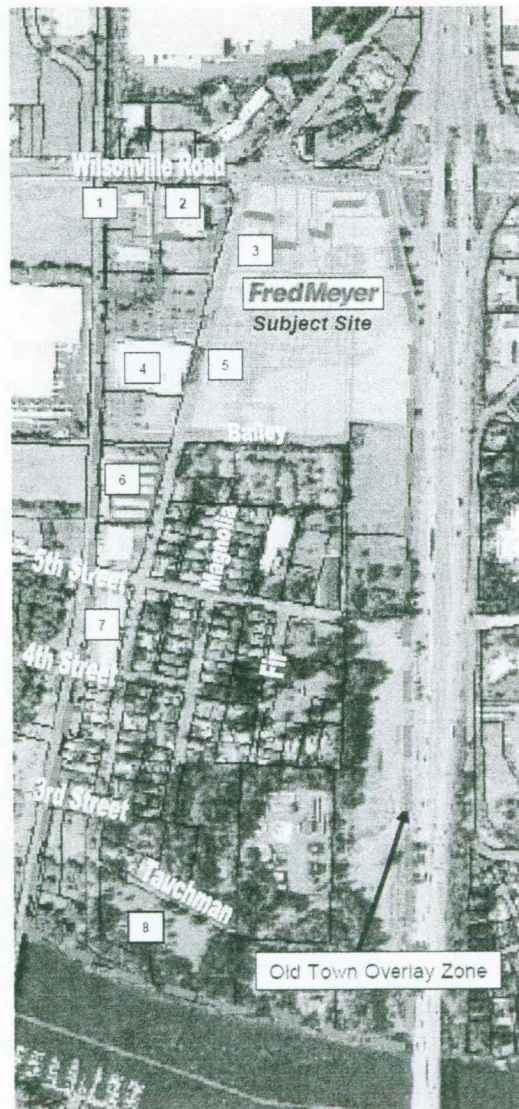 Wilsonville Road
1
2
3
FredMeyer
Subject Site
4
5
Bailey
6
Magnolia
5th Street
7
4th Street
Fir
3rd Street
Tauchman
8
Old Town Overlay Zone